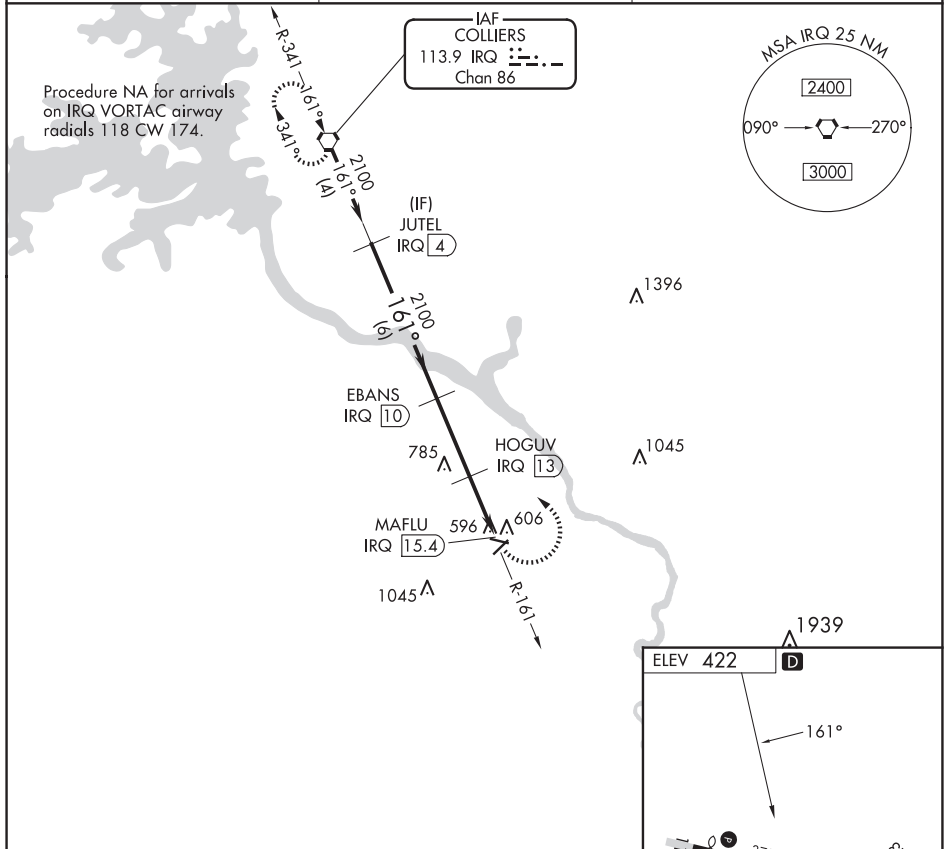 IAF
COLLIERS
113.9 IRQ
Chan 86
R-341
161°
341°
Procedure NA for arrivals
on IRQ VORTAC airway
radials 118 CW 174.
MSA IRQ 25 NM
2400
090°
270°
3000
2100
161°
(4)
(IF)
JUTEL
IRQ 4
2100
161°
(6)
1396
EBANS
IRQ 10
785
HOGUV
IRQ 13
1045
MAFLU
IRQ 15.4
596
606
1045
R-161
1939
ELEV 422
D
161°
P